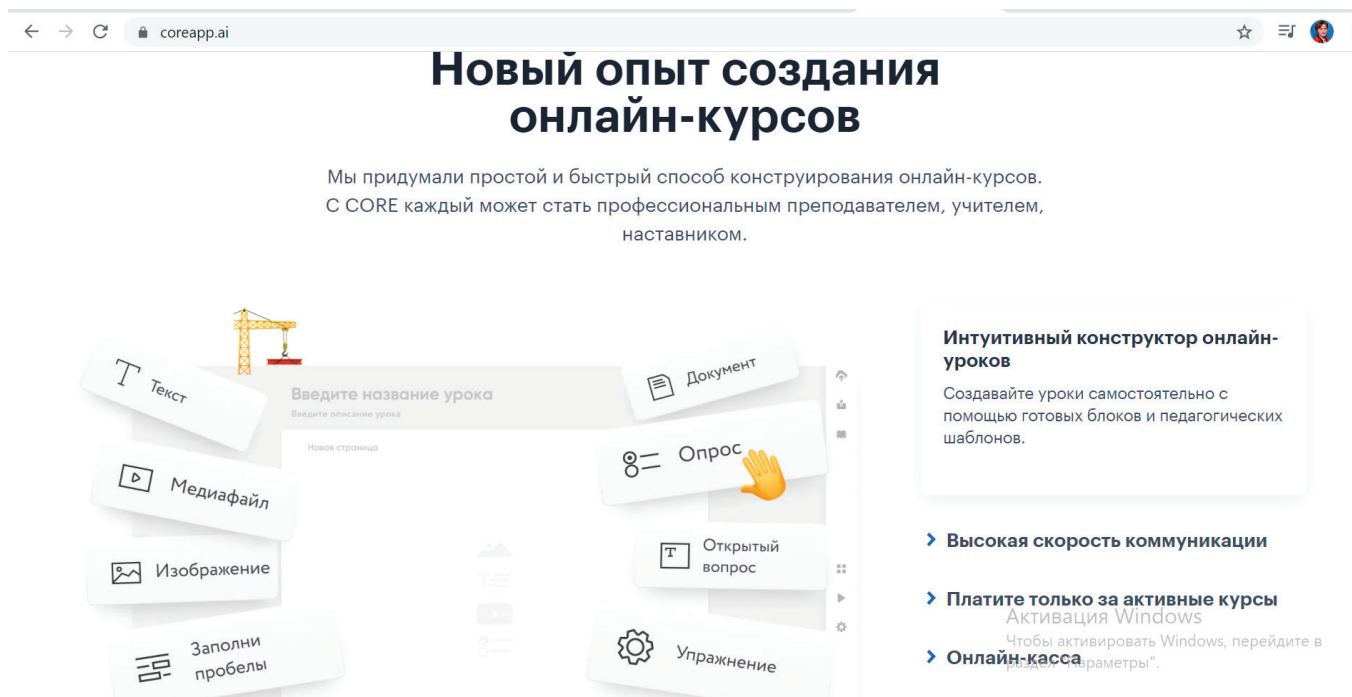 coreapp.ai
Новый опыт создания
онлайн-курсов
Мы придумали простой и быстрый способ конструирования онлайн-курсов.
С CORE каждый может стать профессиональным преподавателем, учителем,
наставником.
Текст
Медиафайл
Изображение
Заполни
пробелы
Введите название урока
Введите описание урока
Новая страница
Документ
Опрос
T
Открытый
вопрос
Упражнение
Интуитивный конструктор онлайн-
уроков
Создавайте уроки самостоятельно с
помощью готовых блоков и педагогических
шаблонов.
Высокая скорость коммуникации
Платите только за активные курсы
Онлайн-касса
Активация Windows
Чтобы активировать Windows, перейдите в
раздел "Параметры".